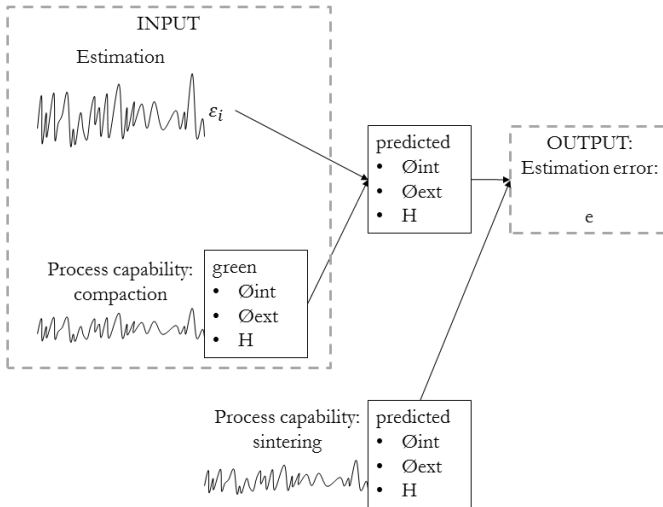 INPUT
Estimation
εi
predicted
• Øint
• Øext
• H
OUTPUT:
Estimation error:
e
Process capability:
compaction
green
• Øint
• Øext
• H
Process capability:
sintering
predicted
• Øint
• Øext
• H